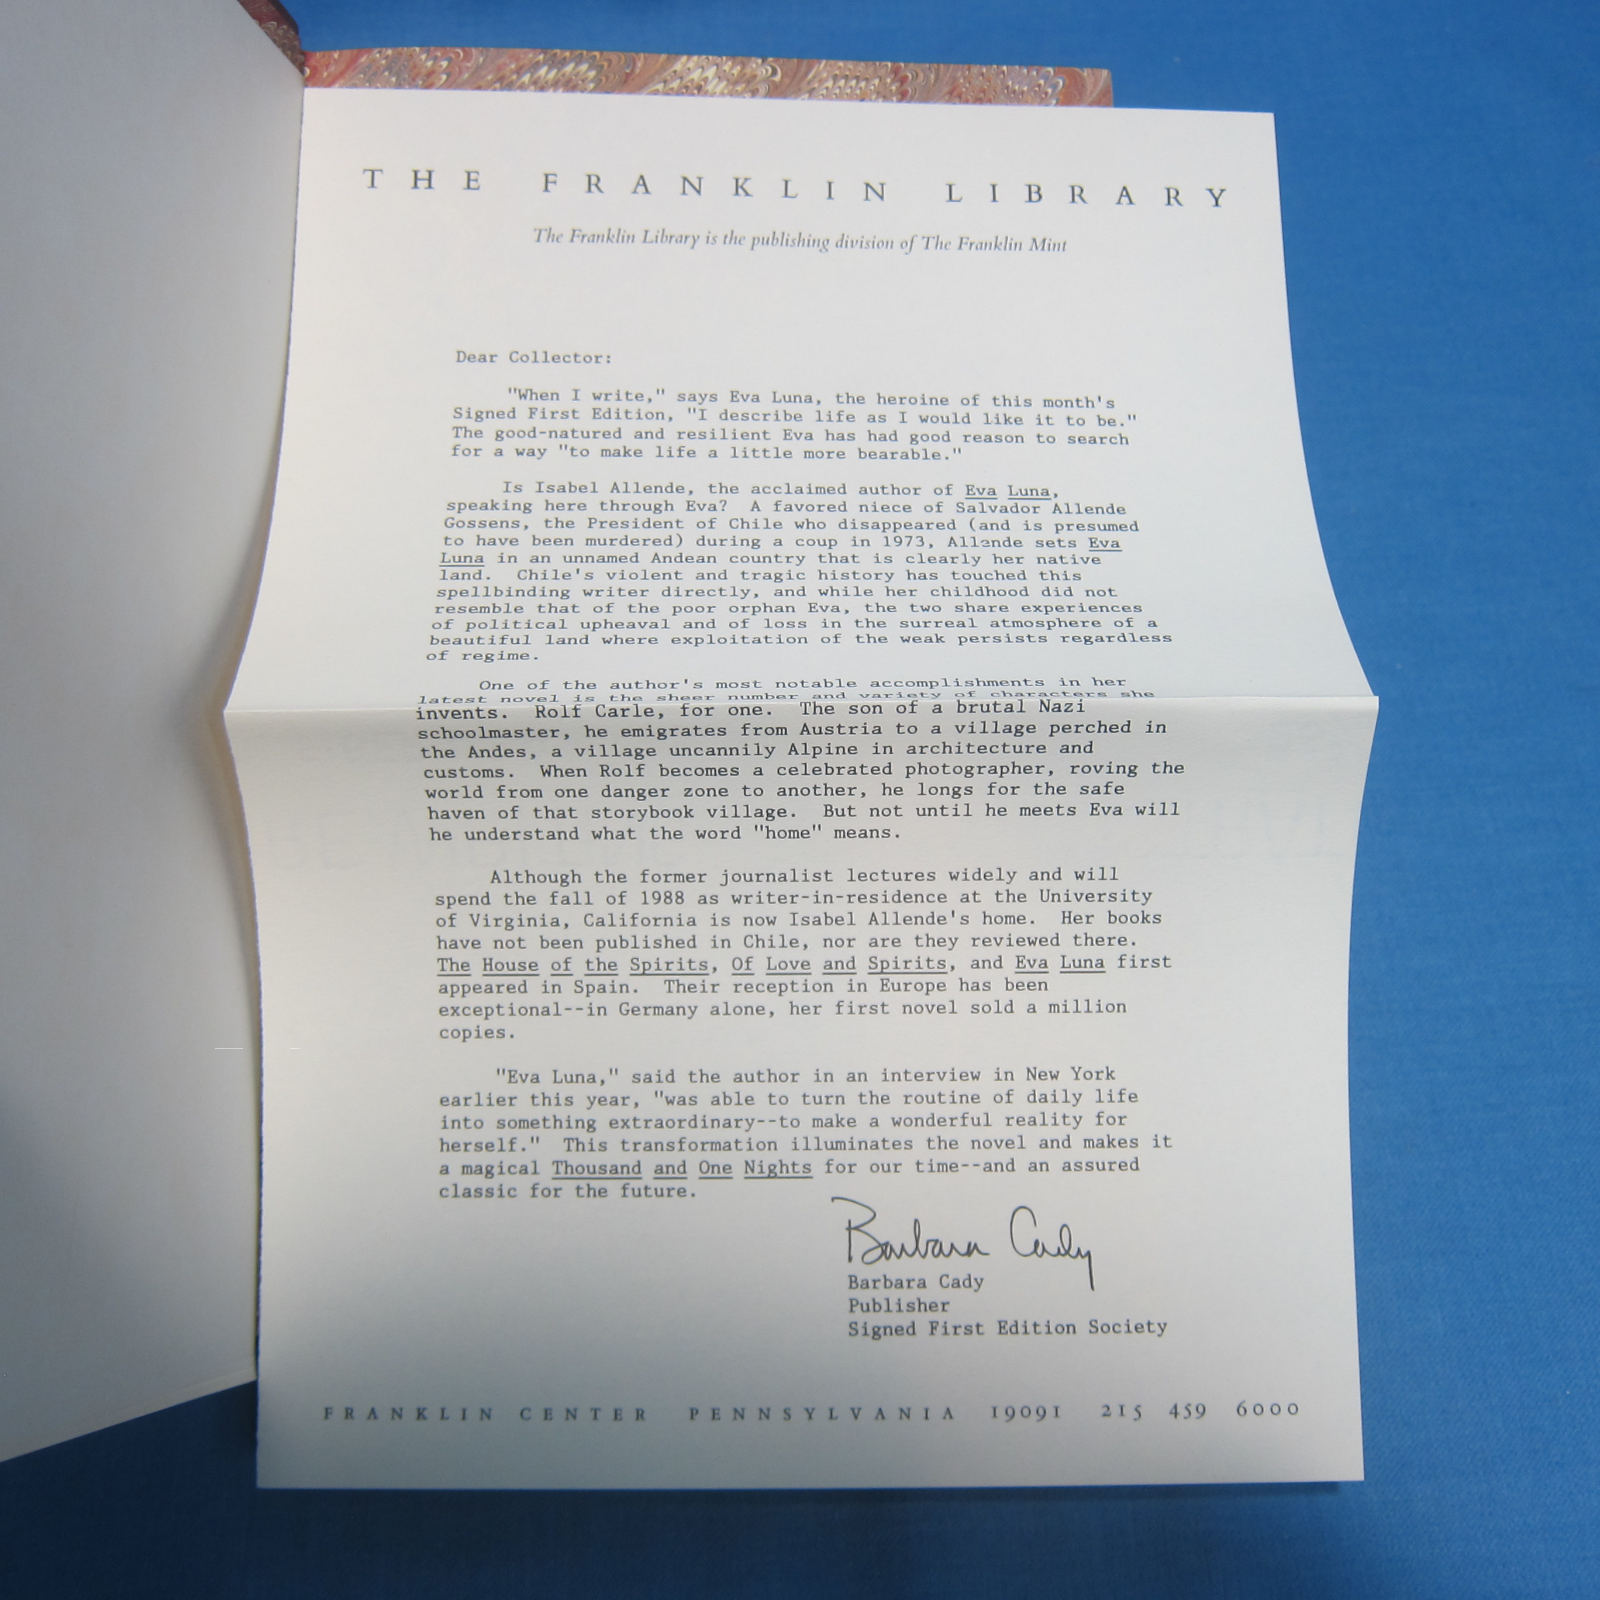 THE FRANKLIN LIBRARY
The Franklin Library is the publishing division of The Franklin Mint
Dear Collector:
"When I write," says Eva Luna, the heroine of this month's
Signed First Edition, "I describe life as I would like it to be."
The good-natured and resilient Eva has had good reason to search
for a way "to make life a little more bearable."
Is Isabel Allende, the acclaimed author of Eva Luna,
speaking here through Eva? A favored niece of Salvador Allende
Gossens, the President of Chile who disappeared (and is presumed
to have been murdered) during a coup in 1973, Allende sets Eva
Luna in an unnamed Andean country that is clearly her native
land. Chile's violent and tragic history has touched this
spellbinding writer directly, and while her childhood did not
resemble that of the poor orphan Eva, the two share experiences
of political upheaval and of loss in the surreal atmosphere of a
beautiful land where exploitation of the weak persists regardless
of regime.
One of the author's most notable accomplishments in her
latest novel is the sheer number and variety of characters she
invents. Rolf Carle, for one. The son of a brutal Nazi
schoolmaster, he emigrates from Austria to a village perched in
the Andes, a village uncannily Alpine in architecture and
customs. When Rolf becomes a celebrated photographer, roving the
world from one danger zone to another, he longs for the safe
haven of that storybook village. But not until he meets Eva will
he understand what the word "home" means.
Although the former journalist lectures widely and will
spend the fall of 1988 as writer-in-residence at the University
of Virginia, California is now Isabel Allende's home. Her books
have not been published in Chile, nor are they reviewed there.
The House of the Spirits, Of Love and Spirits, and Eva Luna first
appeared in Spain. Their reception in Europe has been
exceptional--in Germany alone, her first novel sold a million
copies.
"Eva Luna," said the author in an interview in New York
earlier this year, "was able to turn the routine of daily life
into something extraordinary--to make a wonderful reality for
herself." This transformation illuminates the novel and makes it
a magical Thousand and One Nights for our time--and an assured
classic for the future.
Barbara Cady
Barbara Cady
Publisher
Signed First Edition Society
FRANKLIN CENTER PENNSYLVANIA 19091 215 459 6000